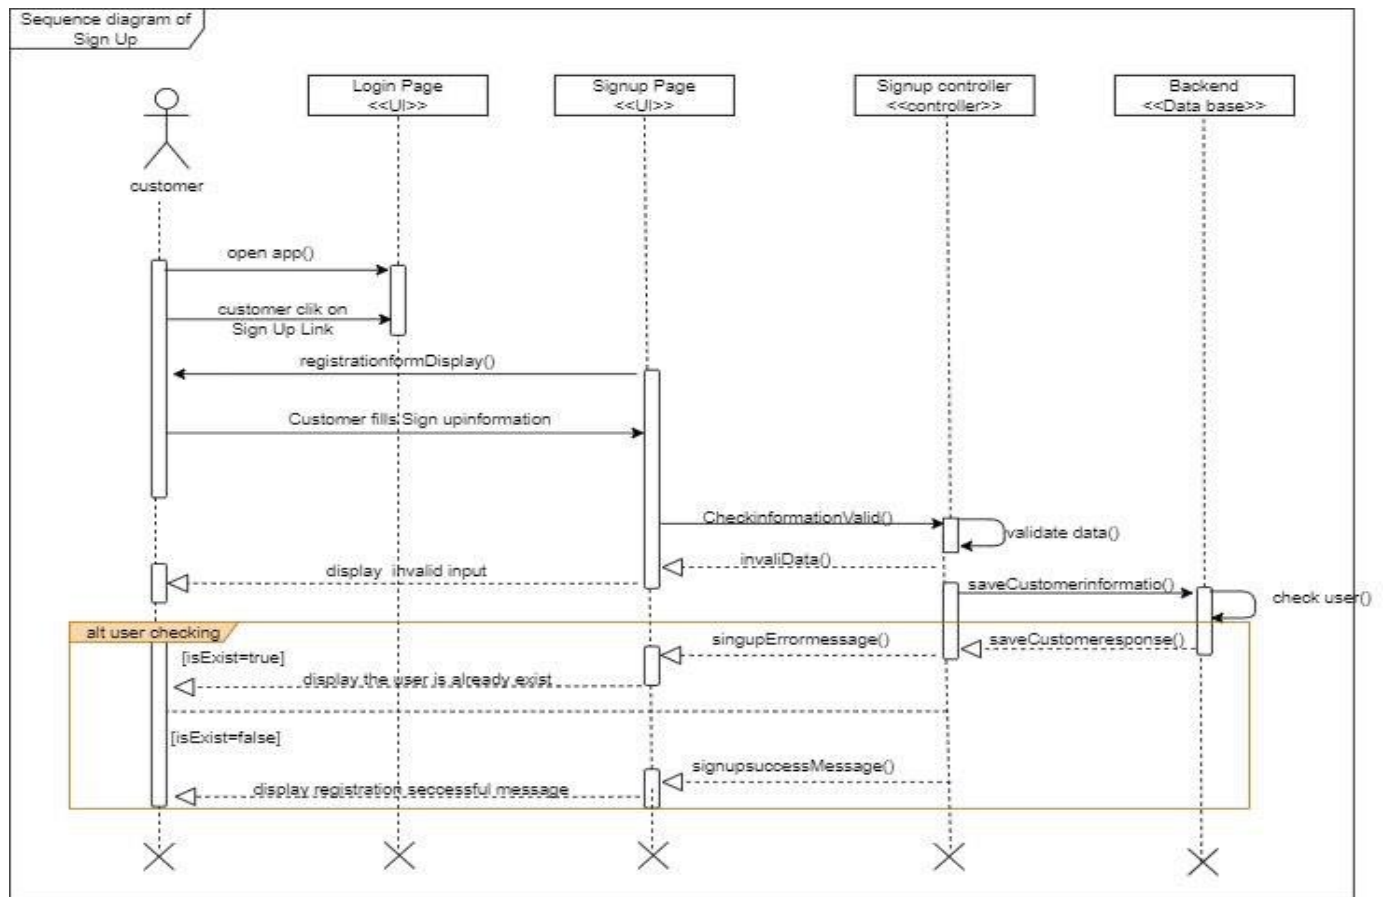 Sequence diagram of
Sign Up
Login Page
<<UI>>
Signup Page
<<UI>>
Signup controller
<<controller>>
Backend
<<Data base>>
customer
open app()
customer clik on
Sign Up Link
registrationformDisplay()
Customer fills Sign upinformation
CheckinformationValid()
validate data()
invaliData()
display invalid input
saveCustomerinformatio()
check user()
alt user checking
singupErrormessage()
saveCustomeresponse()
[isExist=true]
display the user is already exist
[isExist=false]
signupsuccessMessage()
display registration seccessful message